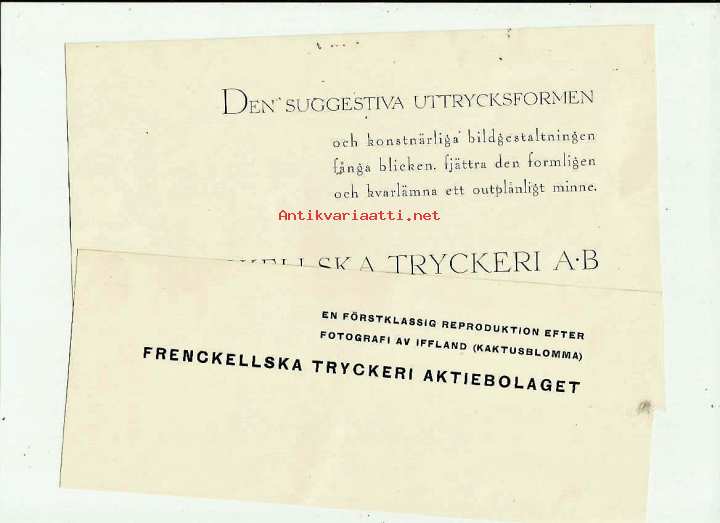 DEN SUGGESTIVA UTTRYCKSFORMEN
och konstnärliga bildgestaltningen
fånga blicken, fjättra den formligen
och kvarlämna ett outplånligt minne.
Antikvariaatti.net
TRYCKERI A·B
EN FÖRSTKLASSIG REPRODUKTION EFTER
FOTOGRAFI AV IFFLAND (KAKTUSBLOMMA)
FRENCKELLSKA TRYCKERI AKTIEBOLAGET